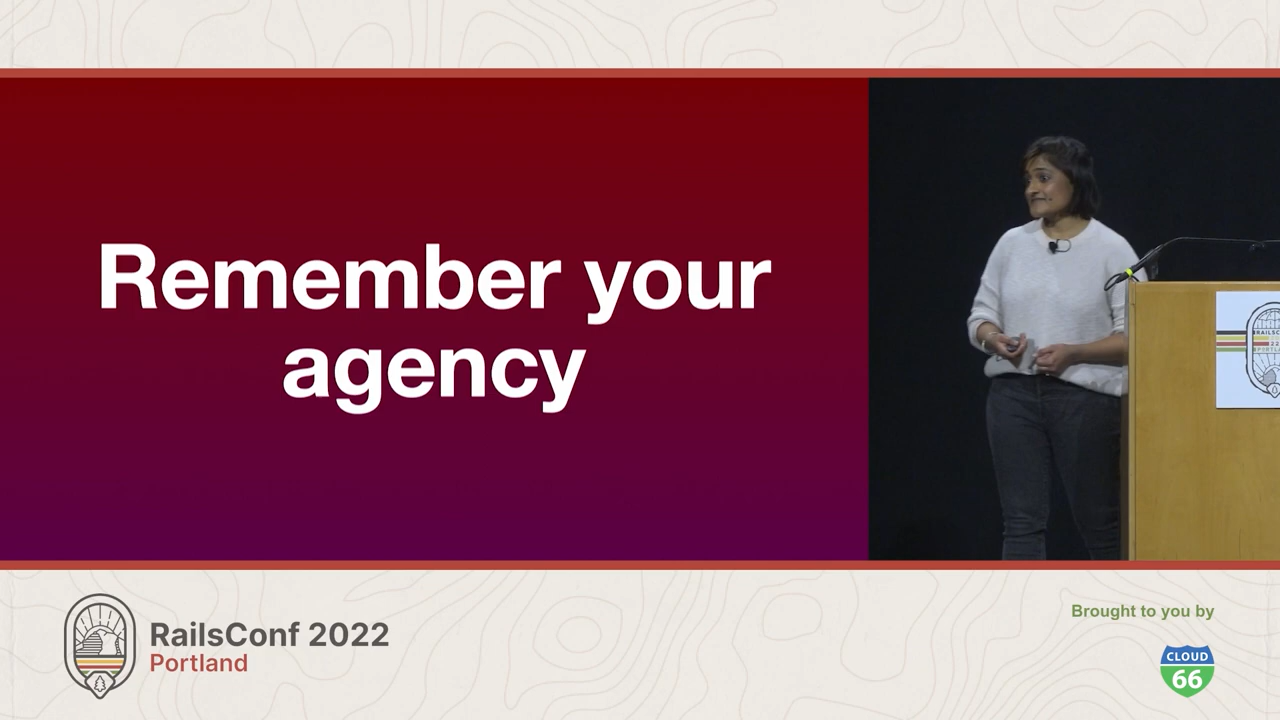 Remember your
agency
RailsConf 2022
Portland
Brought to you by
CLOUD
66